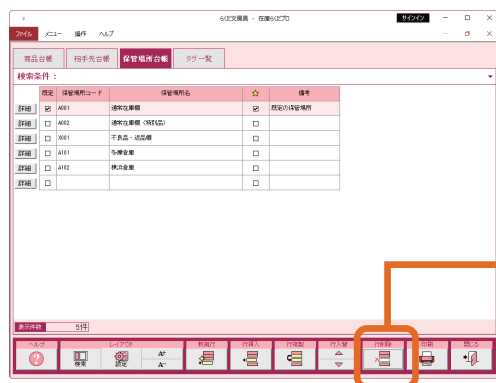 らくだ文房具 - 在庫らくだプロ
サインイン
ファイル メニュー 操作 ヘルプ
商品台帳 相手先台帳 保管場所台帳 タグ一覧
検索条件：
既定 保管場所コード 保管場所名 備考
詳細 A001 通常在庫棚 既定の保管場所
詳細 A002 通常在庫棚（特別品）
詳細 X001 不良品・返品棚
詳細 A101 多摩倉庫
詳細 A102 横浜倉庫
詳細
表示件数 5件
ヘルプ レイアウト 新規行 行挿入 行複製 行入替 行削除 印刷 閉じる
検索 設定 A+ A-